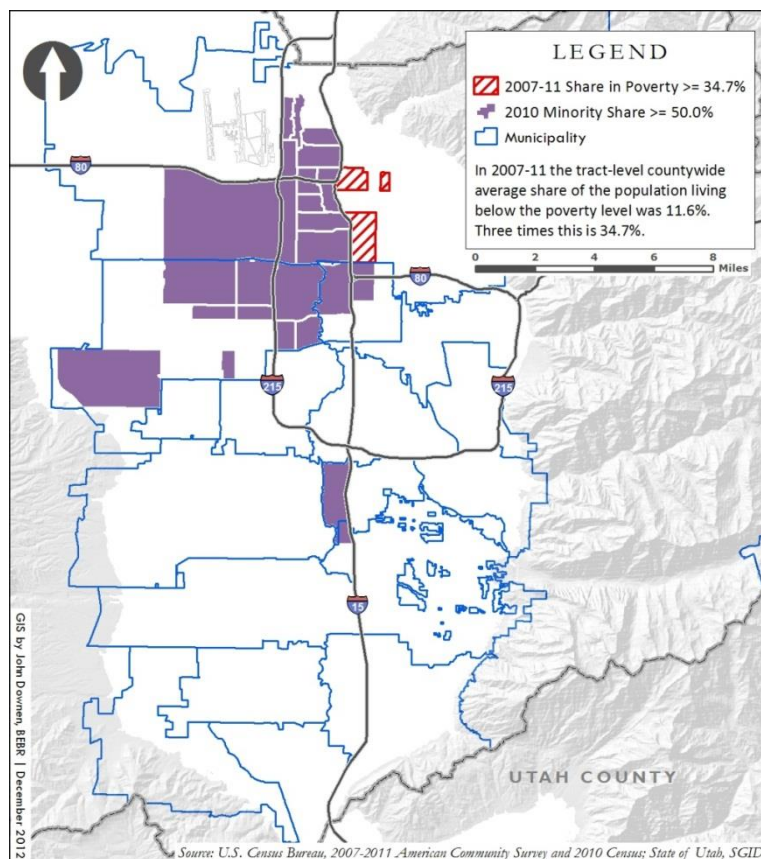 LEGEND
2007-11 Share in Poverty >= 34.7%
2010 Minority Share >= 50.0%
Municipality
In 2007-11 the tract-level countywide
average share of the population living
below the poverty level was 11.6%.
Three times this is 34.7%.
0 2 4 6 8
Miles
80
80
215
215
15
UTAH COUNTY
GIS by John Downen, BEBR | December 2012
Source: U.S. Census Bureau, 2007-2011 American Community Survey and 2010 Census; State of Utah, SGID